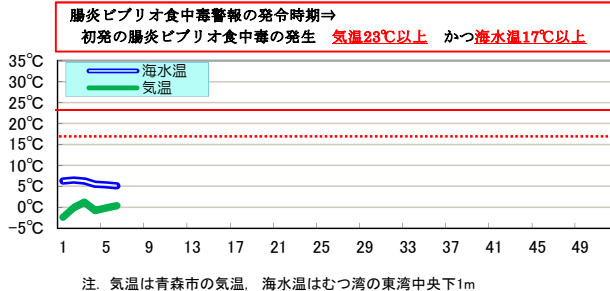 腸炎ビブリオ食中毒警報の発令時期⇒
初発の腸炎ビブリオ食中毒の発生 気温23℃以上 かつ海水温17℃以上
35℃
30℃
25℃
20℃
15℃
10℃
5℃
0℃
-5℃
海水温
気温
1 5 9 13 17 21 25 29 33 37 41 45 49
注. 気温は青森市の気温, 海水温はむつ湾の東湾中央下1m